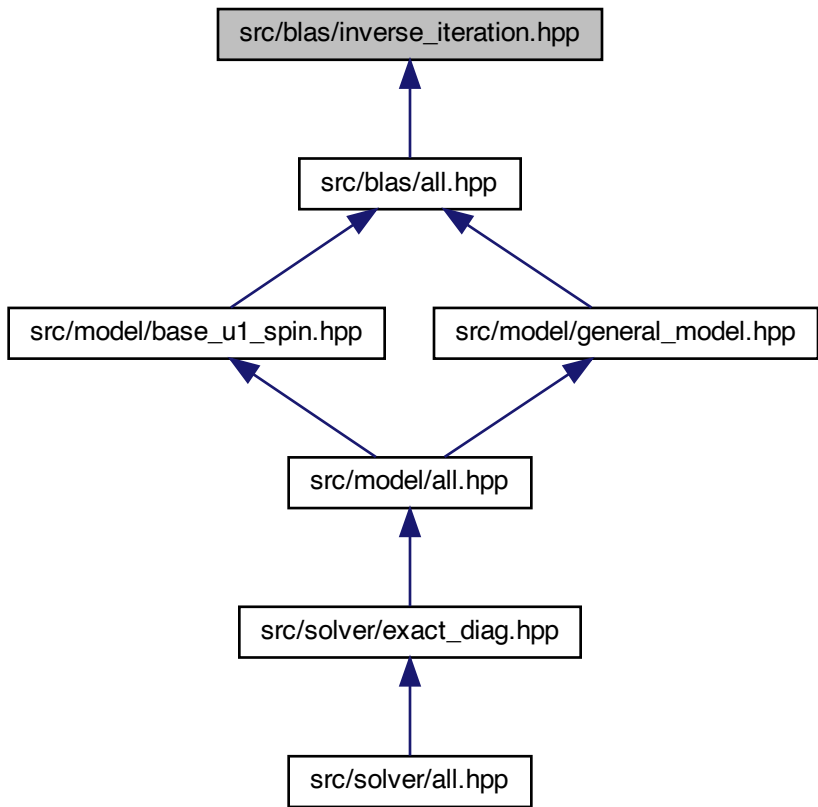 src/blas/inverse_iteration.hpp
src/blas/all.hpp
src/model/base_u1_spin.hpp
src/model/general_model.hpp
src/model/all.hpp
src/solver/exact_diag.hpp
src/solver/all.hpp